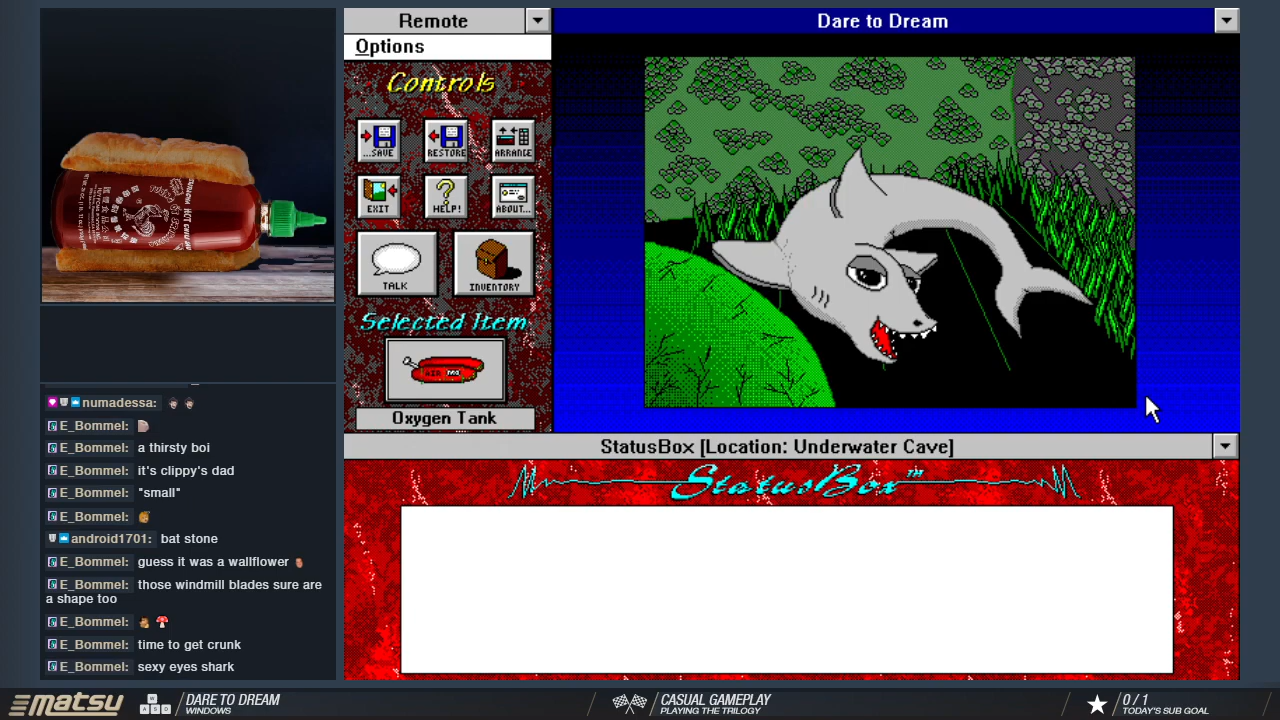 Remote
Options
Controls
...SAVE
RESTORE
ARRANGE
EXIT
HELP!
ABOUT...
TALK
INVENTORY
Selected Item
AIR
Oxygen Tank
Dare to Dream
StatusBox [Location: Underwater Cave]
StatusBox™
numadessa:
E_Bommel:
E_Bommel: a thirsty boi
E_Bommel: it's clippy's dad
E_Bommel: "small"
E_Bommel:
android1701: bat stone
E_Bommel: guess it was a wallflower
E_Bommel: those windmill blades sure are
a shape too
E_Bommel:
E_Bommel: time to get crunk
E_Bommel: sexy eyes shark
matsu
W
A S D
DARE TO DREAM
WINDOWS
CASUAL GAMEPLAY
PLAYING THE TRILOGY
0 / 1
TODAY'S SUB GOAL